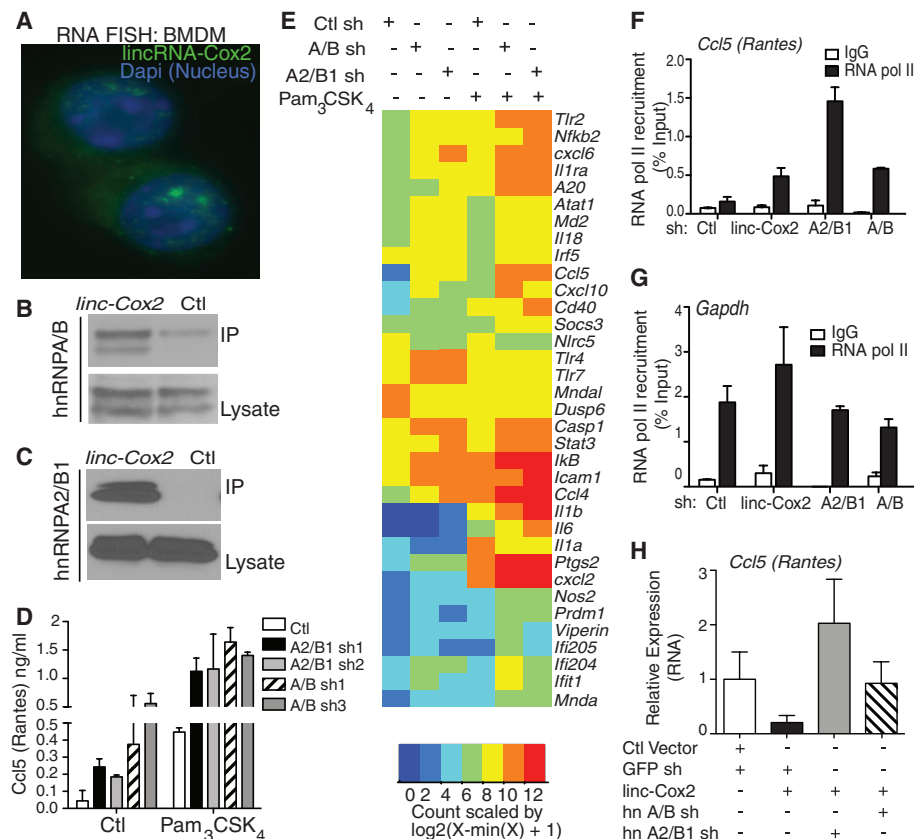 A
RNA FISH: BMDM
lincRNA-Cox2
Dapi (Nucleus)
B
linc-Cox2 Ctl
hnRNPA/B
IP
Lysate
C
linc-Cox2 Ctl
hnRNPA2/B1
IP
Lysate
D
Ccl5 (Rantes) ng/ml
2.0
1.5
1.0
0.5
0.4
0.3
0.2
0.1
0.0
Ctl Pam3CSK4
Ctl
A2/B1 sh1
A2/B1 sh2
A/B sh1
A/B sh3
E
Ctl sh + - - + - -
A/B sh - + - - + -
A2/B1 sh - - + - - +
Pam3CSK4 - - - + + +
Tlr2
Nfkb2
cxcl6
Il1ra
A20
Atat1
Md2
Il18
Irf5
Ccl5
Cxcl10
Cd40
Socs3
Nlrc5
Tlr4
Tlr7
Mndal
Dusp6
Casp1
Stat3
IkB
Icam1
Ccl4
Il1b
Il6
Il1a
Ptgs2
cxcl2
Nos2
Prdm1
Viperin
Ifi205
Ifi204
Ifit1
Mnda
0 2 4 6 8 10 12
Count scaled by
log2(X-min(X) + 1)
F
Ccl5 (Rantes)
IgG
RNA pol II
RNA pol II recruitment
(% Input)
2.0
1.5
1.0
0.5
0.0
sh: Ctl linc-Cox2 A2/B1 A/B
G
Gapdh
IgG
RNA pol II
RNA pol II recruitment
(% Input)
4
2
1
0
sh: Ctl linc-Cox2 A2/B1 A/B
H
Ccl5 (Rantes)
Relative Expression
(RNA)
3
2
1
0
Ctl Vector + - - -
GFP sh + + - -
linc-Cox2 - + + +
hn A/B sh - - - +
hn A2/B1 sh - - + -